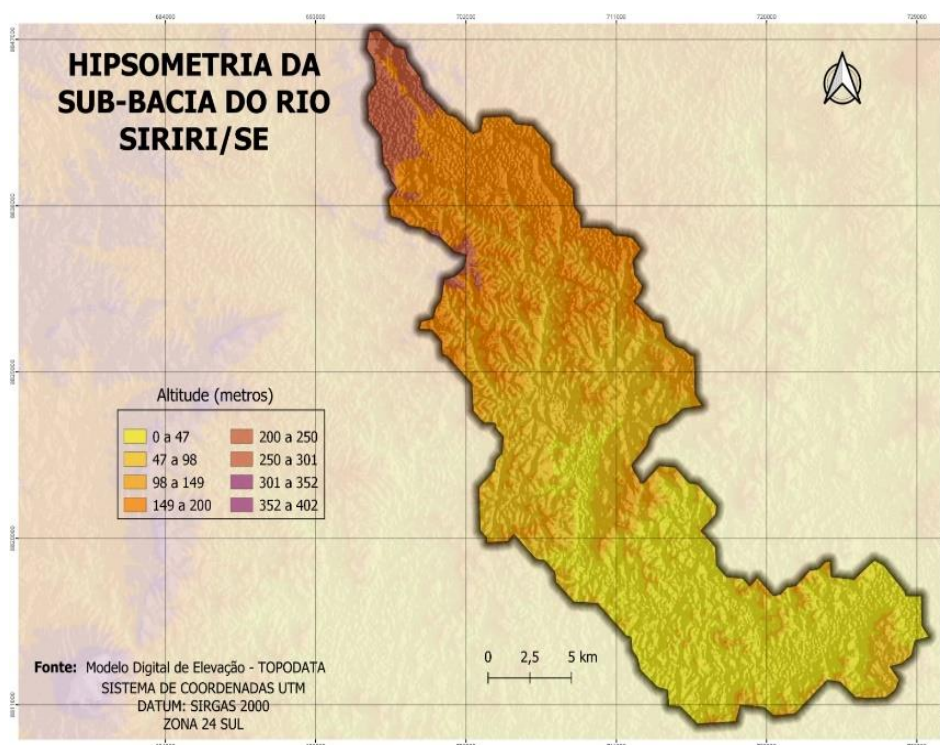 HIPSOMETRIA DA
SUB-BACIA DO RIO
SIRIRI/SE
Altitude (metros)
0 a 47
47 a 98
98 a 149
149 a 200
200 a 250
250 a 301
301 a 352
352 a 402
0 2,5 5 km
Fonte: Modelo Digital de Elevação - TOPODATA
SISTEMA DE COORDENADAS UTM
DATUM: SIRGAS 2000
ZONA 24 SUL